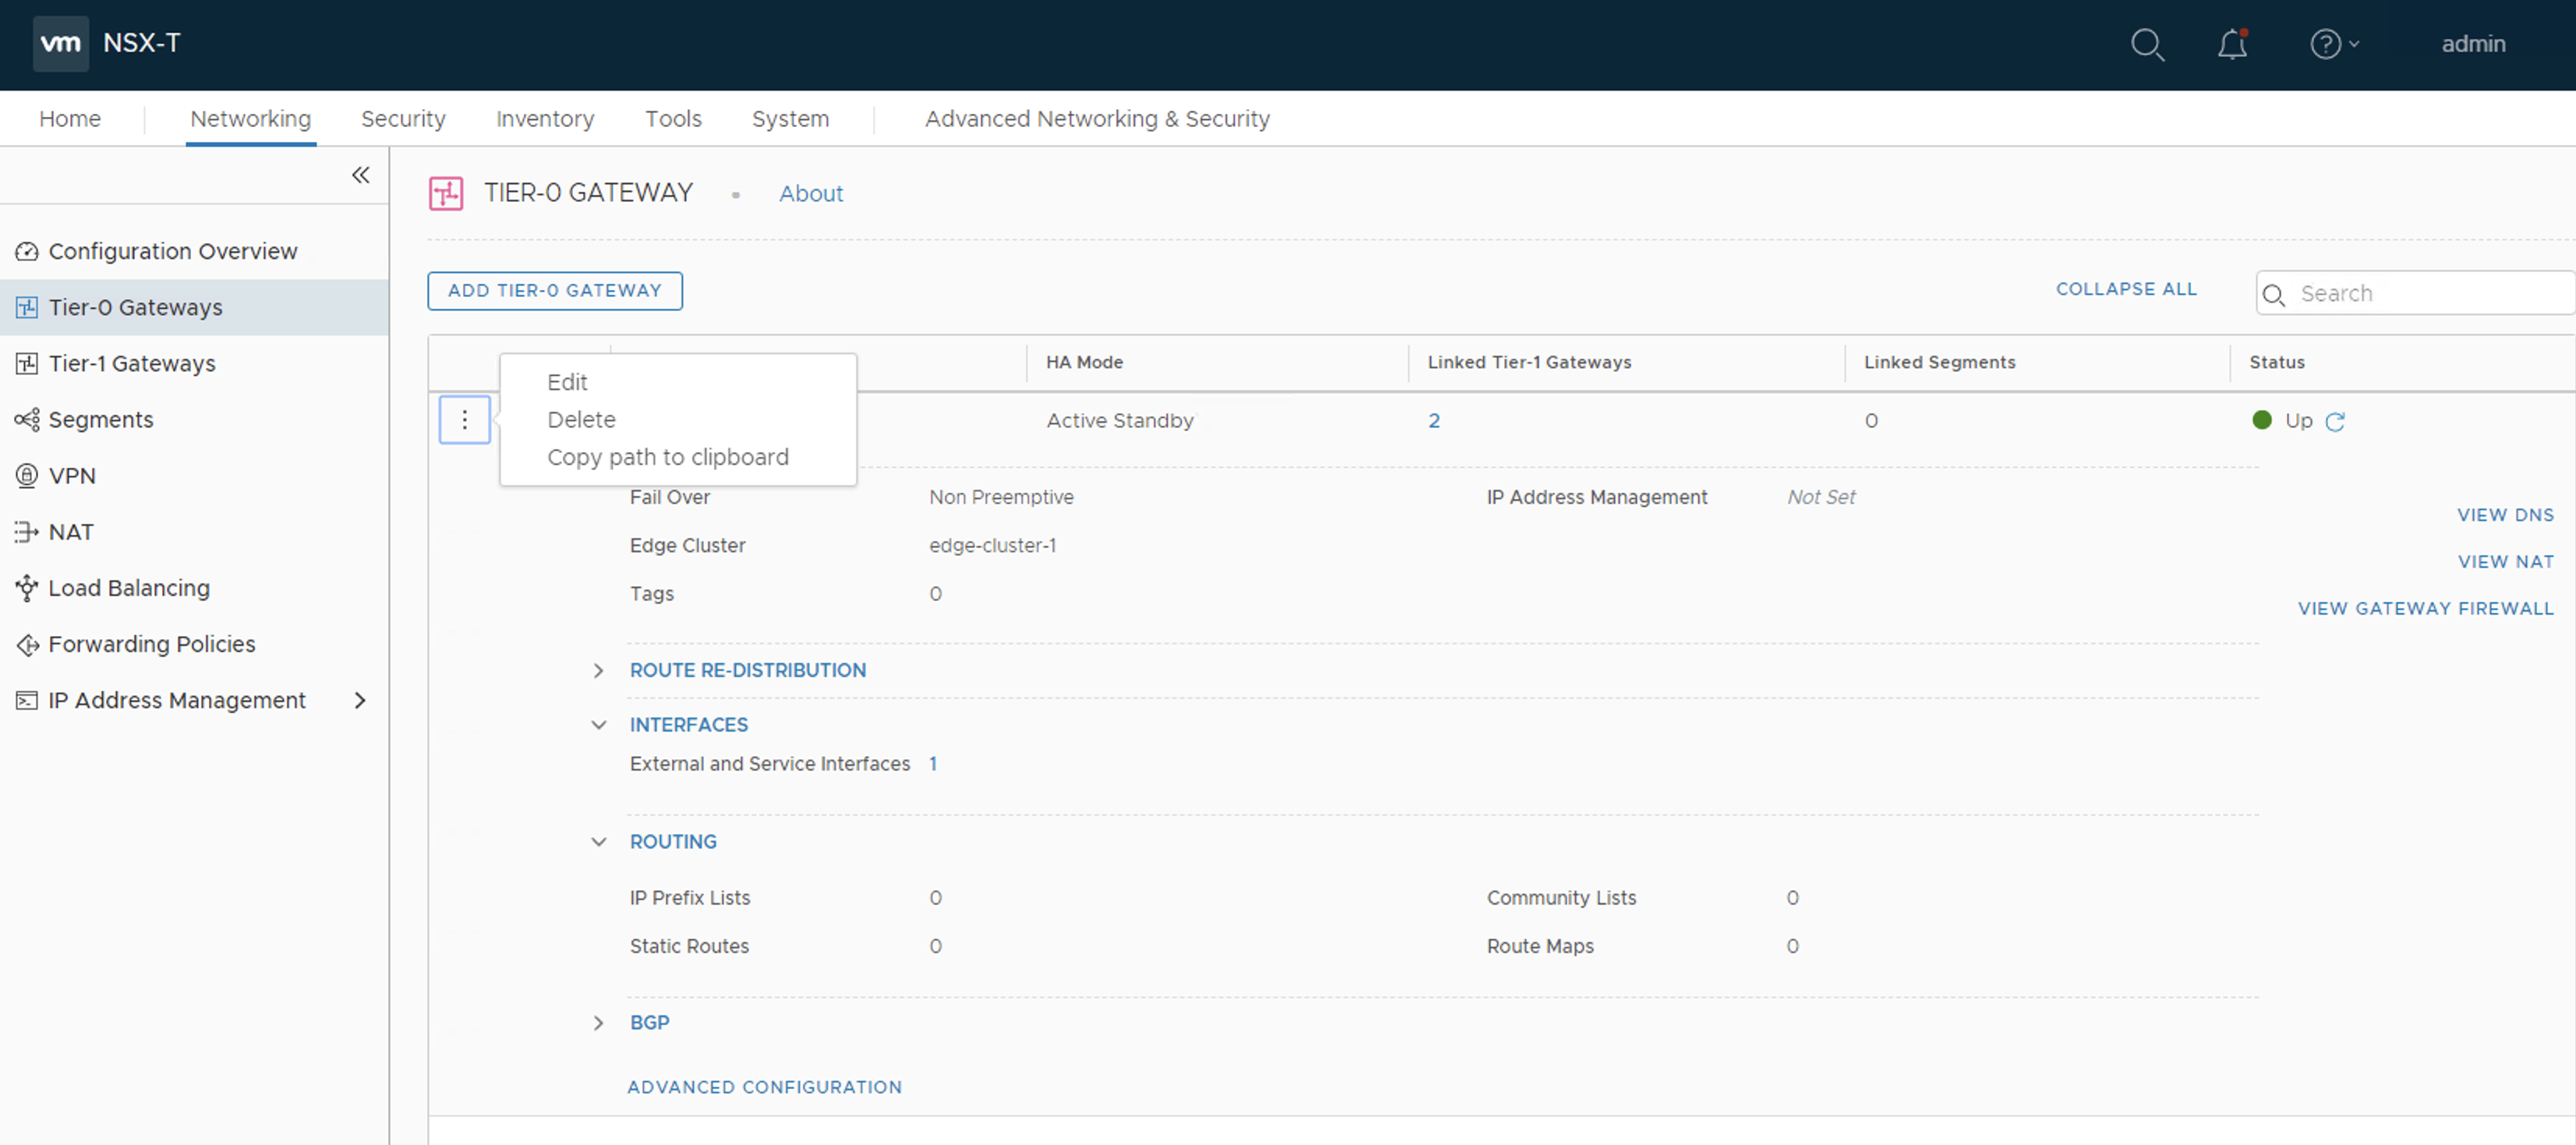 vm NSX-T
admin
Home Networking Security Inventory Tools System Advanced Networking & Security
Configuration Overview
Tier-0 Gateways
Tier-1 Gateways
Segments
VPN
NAT
Load Balancing
Forwarding Policies
IP Address Management
TIER-0 GATEWAY About
ADD TIER-0 GATEWAY COLLAPSE ALL Search
HA Mode Linked Tier-1 Gateways Linked Segments Status
Edit
Delete
Copy path to clipboard
Active Standby 2 0 Up
Fail Over Non Preemptive IP Address Management Not Set
Edge Cluster edge-cluster-1
Tags 0
VIEW DNS
VIEW NAT
VIEW GATEWAY FIREWALL
ROUTE RE-DISTRIBUTION
INTERFACES
External and Service Interfaces 1
ROUTING
IP Prefix Lists 0 Community Lists 0
Static Routes 0 Route Maps 0
BGP
ADVANCED CONFIGURATION